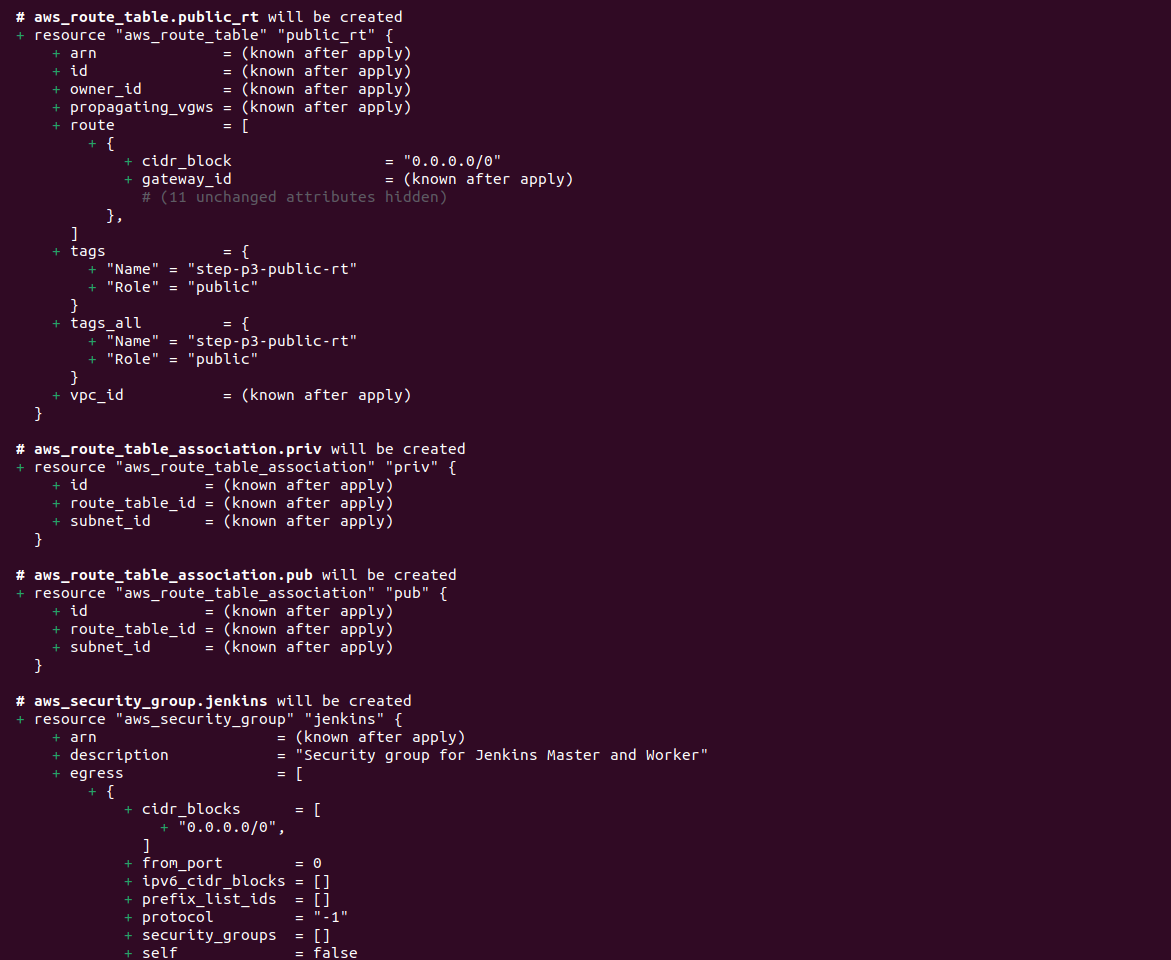 # aws_route_table.public_rt will be created
+ resource "aws_route_table" "public_rt" {
    + arn              = (known after apply)
    + id               = (known after apply)
    + owner_id         = (known after apply)
    + propagating_vgws = (known after apply)
    + route            = [
        + {
            + cidr_block                 = "0.0.0.0/0"
            + gateway_id                 = (known after apply)
              # (11 unchanged attributes hidden)
          },
      ]
    + tags             = {
        + "Name" = "step-p3-public-rt"
        + "Role" = "public"
      }
    + tags_all         = {
        + "Name" = "step-p3-public-rt"
        + "Role" = "public"
      }
    + vpc_id           = (known after apply)
  }
# aws_route_table_association.priv will be created
+ resource "aws_route_table_association" "priv" {
    + id             = (known after apply)
    + route_table_id = (known after apply)
    + subnet_id      = (known after apply)
  }
# aws_route_table_association.pub will be created
+ resource "aws_route_table_association" "pub" {
    + id             = (known after apply)
    + route_table_id = (known after apply)
    + subnet_id      = (known after apply)
  }
# aws_security_group.jenkins will be created
+ resource "aws_security_group" "jenkins" {
    + arn                    = (known after apply)
    + description            = "Security group for Jenkins Master and Worker"
    + egress                 = [
        + {
            + cidr_blocks      = [
                + "0.0.0.0/0",
              ]
            + from_port        = 0
            + ipv6_cidr_blocks = []
            + prefix_list_ids  = []
            + protocol         = "-1"
            + security_groups  = []
            + self             = false